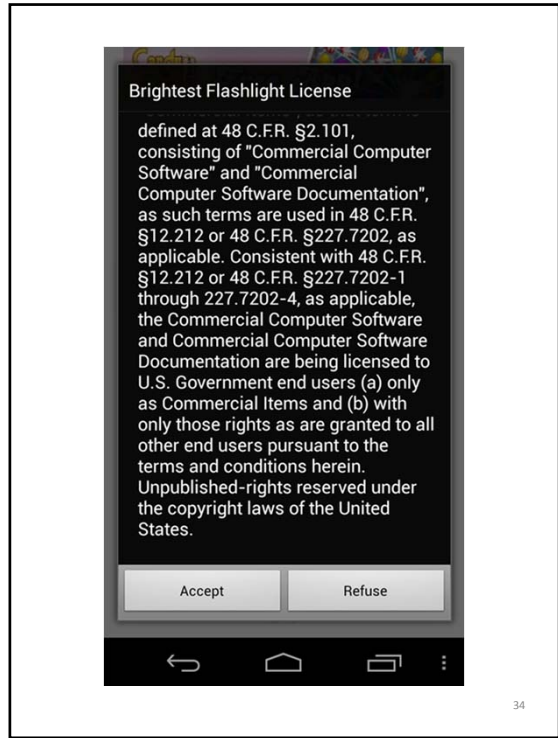 Brightest Flashlight License
defined at 48 C.F.R. §2.101,
consisting of "Commercial Computer
Software" and "Commercial
Computer Software Documentation",
as such terms are used in 48 C.F.R.
§12.212 or 48 C.F.R. §227.7202, as
applicable. Consistent with 48 C.F.R.
§12.212 or 48 C.F.R. §227.7202-1
through 227.7202-4, as applicable,
the Commercial Computer Software
and Commercial Computer Software
Documentation are being licensed to
U.S. Government end users (a) only
as Commercial Items and (b) with
only those rights as are granted to all
other end users pursuant to the
terms and conditions herein.
Unpublished-rights reserved under
the copyright laws of the United
States.
Accept Refuse
34